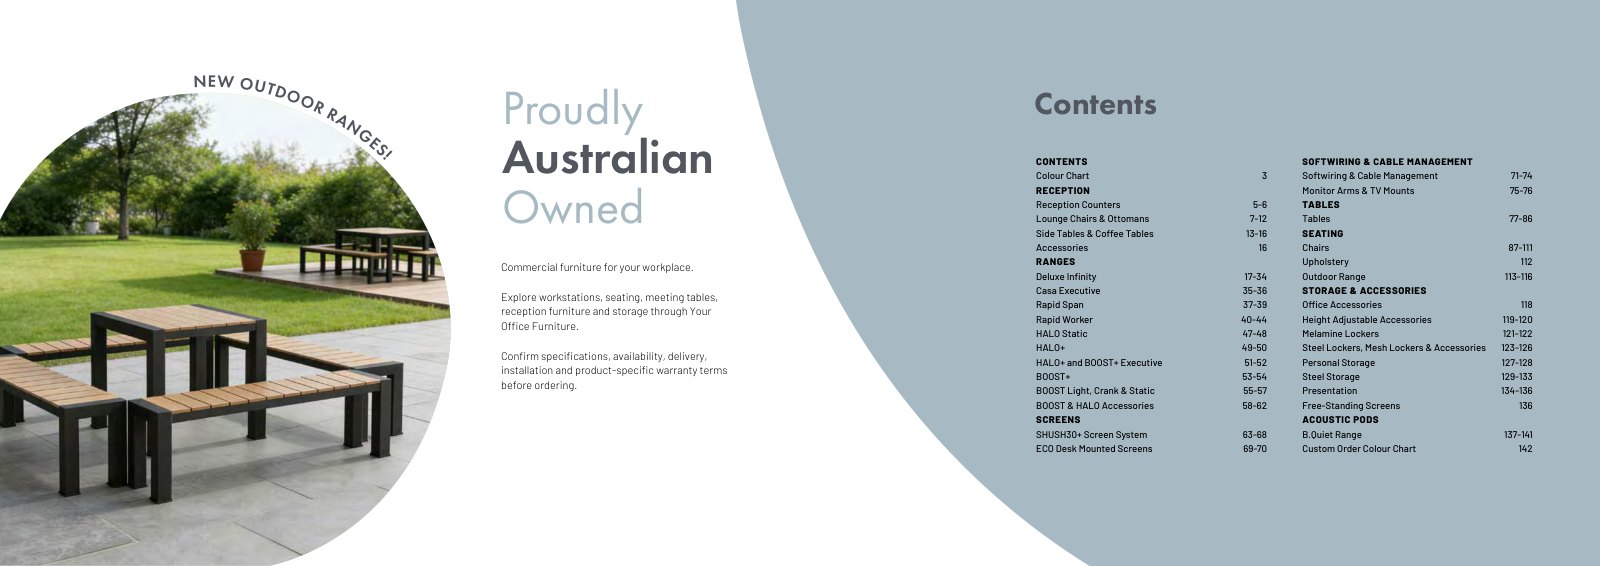 NEW OUTDOOR RANGES!
Proudly
Australian
Owned
Commercial furniture for your workplace.
Explore workstations, seating, meeting tables,
reception furniture and storage through Your
Office Furniture.
Confirm specifications, availability, delivery,
installation and product-specific warranty terms
before ordering.
Contents
CONTENTS
Colour Chart 3
RECEPTION
Reception Counters 5-6
Lounge Chairs & Ottomans 7-12
Side Tables & Coffee Tables 13-16
Accessories 16
RANGES
Deluxe Infinity 17-34
Casa Executive 35-36
Rapid Span 37-39
Rapid Worker 40-44
HALO Static 47-48
HALO+ 49-50
HALO+ and BOOST+ Executive 51-52
BOOST+ 53-54
BOOST Light, Crank & Static 55-57
BOOST & HALO Accessories 58-62
SCREENS
SHUSH30+ Screen System 63-68
ECO Desk Mounted Screens 69-70
SOFTWIRING & CABLE MANAGEMENT
Softwiring & Cable Management 71-74
Monitor Arms & TV Mounts 75-76
TABLES
Tables 77-86
SEATING
Chairs 87-111
Upholstery 112
Outdoor Range 113-116
STORAGE & ACCESSORIES
Office Accessories 118
Height Adjustable Accessories 119-120
Melamine Lockers 121-122
Steel Lockers, Mesh Lockers & Accessories 123-126
Personal Storage 127-128
Steel Storage 129-133
Presentation 134-136
Free-Standing Screens 136
ACOUSTIC PODS
B.Quiet Range 137-141
Custom Order Colour Chart 142